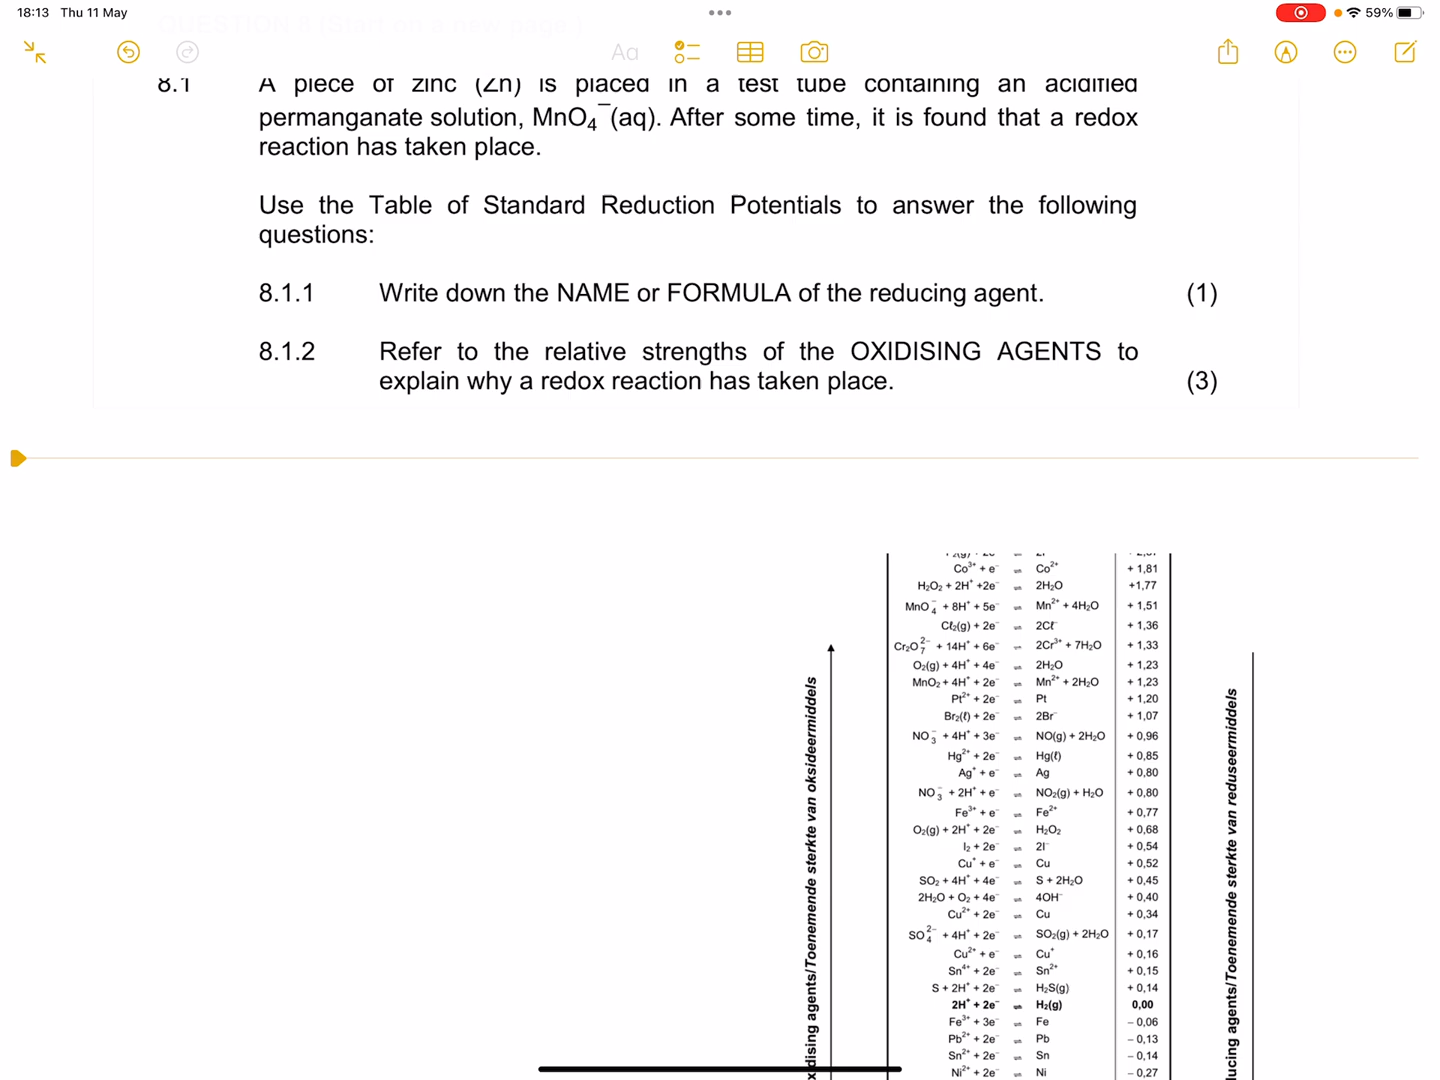 18:13 Thu 11 May
59%
Aa
8.1 A piece of zinc (Zn) is placed in a test tube containing an acidified
permanganate solution, MnO₄⁻(aq). After some time, it is found that a redox
reaction has taken place.
Use the Table of Standard Reduction Potentials to answer the following
questions:
8.1.1 Write down the NAME or FORMULA of the reducing agent. (1)
8.1.2 Refer to the relative strengths of the OXIDISING AGENTS to
explain why a redox reaction has taken place. (3)
Co³⁺ + e⁻ ⇌ Co²⁺ + 1,81
H₂O₂ + 2H⁺ +2e⁻ ⇌ 2H₂O +1,77
MnO₄⁻ + 8H⁺ + 5e⁻ ⇌ Mn²⁺ + 4H₂O + 1,51
Cℓ₂(g) + 2e⁻ ⇌ 2Cℓ⁻ + 1,36
Cr₂O₇²⁻ + 14H⁺ + 6e⁻ ⇌ 2Cr³⁺ + 7H₂O + 1,33
O₂(g) + 4H⁺ + 4e⁻ ⇌ 2H₂O + 1,23
MnO₂ + 4H⁺ + 2e⁻ ⇌ Mn²⁺ + 2H₂O + 1,23
Pt²⁺ + 2e⁻ ⇌ Pt + 1,20
Br₂(ℓ) + 2e⁻ ⇌ 2Br⁻ + 1,07
NO₃⁻ + 4H⁺ + 3e⁻ ⇌ NO(g) + 2H₂O + 0,96
Hg²⁺ + 2e⁻ ⇌ Hg(ℓ) + 0,85
Ag⁺ + e⁻ ⇌ Ag + 0,80
NO₃⁻ + 2H⁺ + e⁻ ⇌ NO₂(g) + H₂O + 0,80
Fe³⁺ + e⁻ ⇌ Fe²⁺ + 0,77
O₂(g) + 2H⁺ + 2e⁻ ⇌ H₂O₂ + 0,68
I₂ + 2e⁻ ⇌ 2I⁻ + 0,54
Cu⁺ + e⁻ ⇌ Cu + 0,52
SO₂ + 4H⁺ + 4e⁻ ⇌ S + 2H₂O + 0,45
2H₂O + O₂ + 4e⁻ ⇌ 4OH⁻ + 0,40
Cu²⁺ + 2e⁻ ⇌ Cu + 0,34
SO₄²⁻ + 4H⁺ + 2e⁻ ⇌ SO₂(g) + 2H₂O + 0,17
Cu²⁺ + e⁻ ⇌ Cu⁺ + 0,16
Sn⁴⁺ + 2e⁻ ⇌ Sn²⁺ + 0,15
S + 2H⁺ + 2e⁻ ⇌ H₂S(g) + 0,14
2H⁺ + 2e⁻ ⇌ H₂(g) 0,00
Fe³⁺ + 3e⁻ ⇌ Fe – 0,06
Pb²⁺ + 2e⁻ ⇌ Pb – 0,13
Sn²⁺ + 2e⁻ ⇌ Sn – 0,14
Ni²⁺ + 2e⁻ ⇌ Ni – 0,27
xidising agents/Toenemende sterkte van oksideermiddels
ucing agents/Toenemende sterkte van reduseermiddels